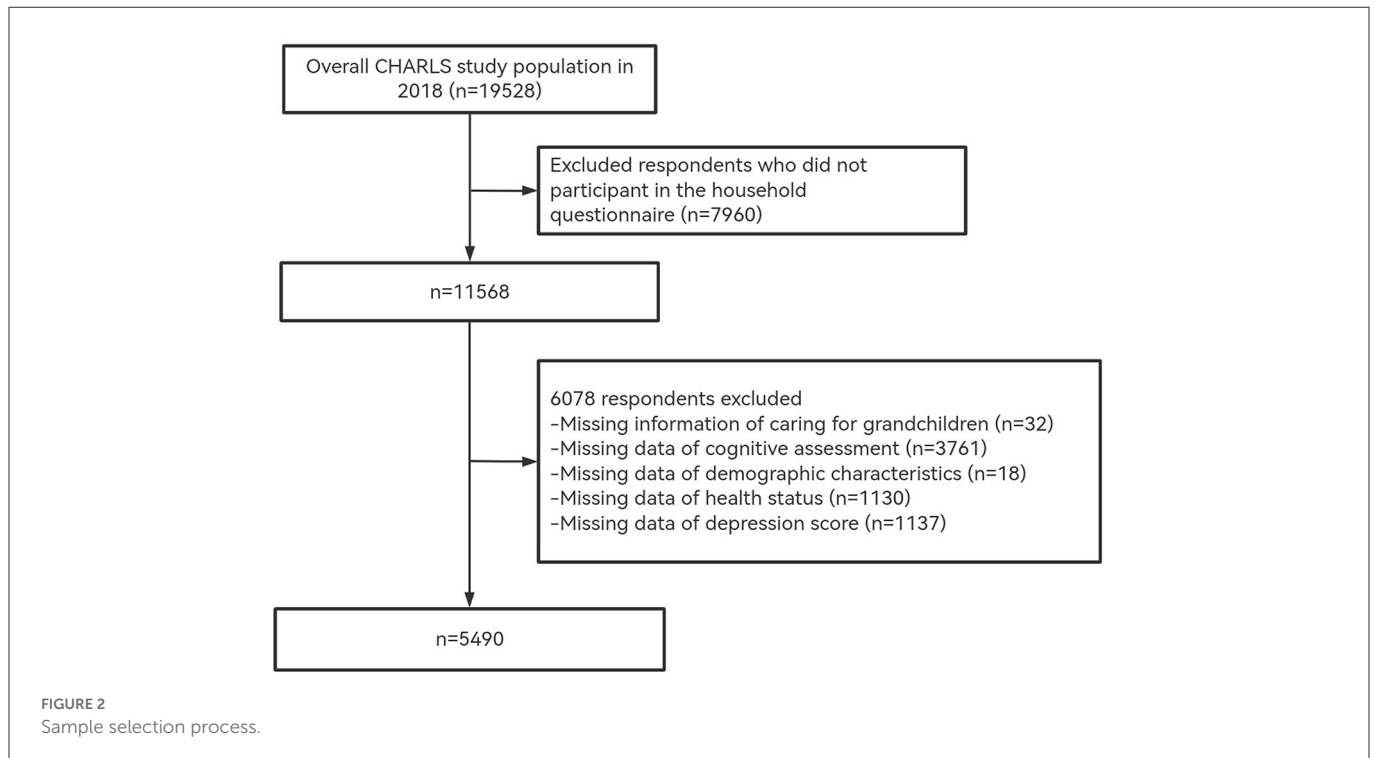 Overall CHARLS study population in
2018 (n=19528)
Excluded respondents who did not
participant in the household
questionnaire (n=7960)
n=11568
6078 respondents excluded
-Missing information of caring for grandchildren (n=32)
-Missing data of cognitive assessment (n=3761)
-Missing data of demographic characteristics (n=18)
-Missing data of health status (n=1130)
-Missing data of depression score (n=1137)
n=5490
FIGURE 2
Sample selection process.